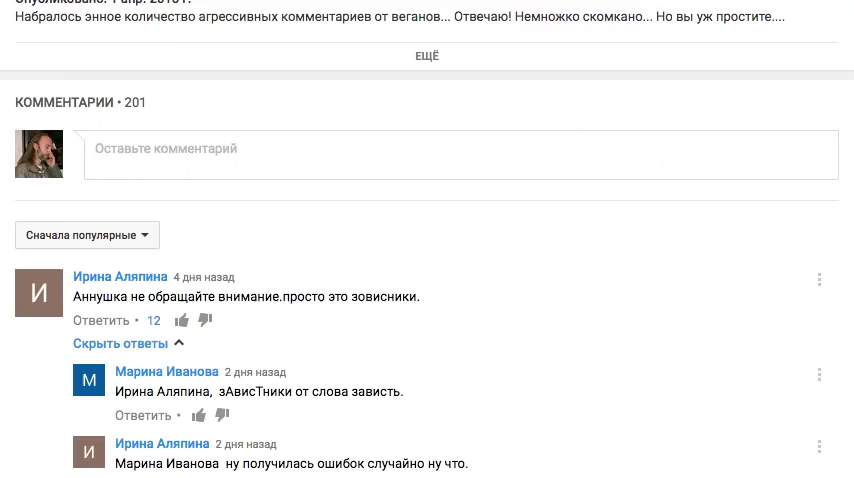 Набралось энное количество агрессивных комментариев от веганов... Отвечаю! Немножко скомкано... Но вы уж простите....
ЕЩЁ
КОММЕНТАРИИ • 201
Оставьте комментарий
Сначала популярные
И
Ирина Аляпина 4 дня назад
Аннушка не обращайте внимание.просто это зовисники.
Ответить • 12
Скрыть ответы
М
Марина Иванова 2 дня назад
Ирина Аляпина, зАвисТники от слова зависть.
Ответить •
И
Ирина Аляпина 2 дня назад
Марина Иванова ну получилась ошибок случайно ну что.